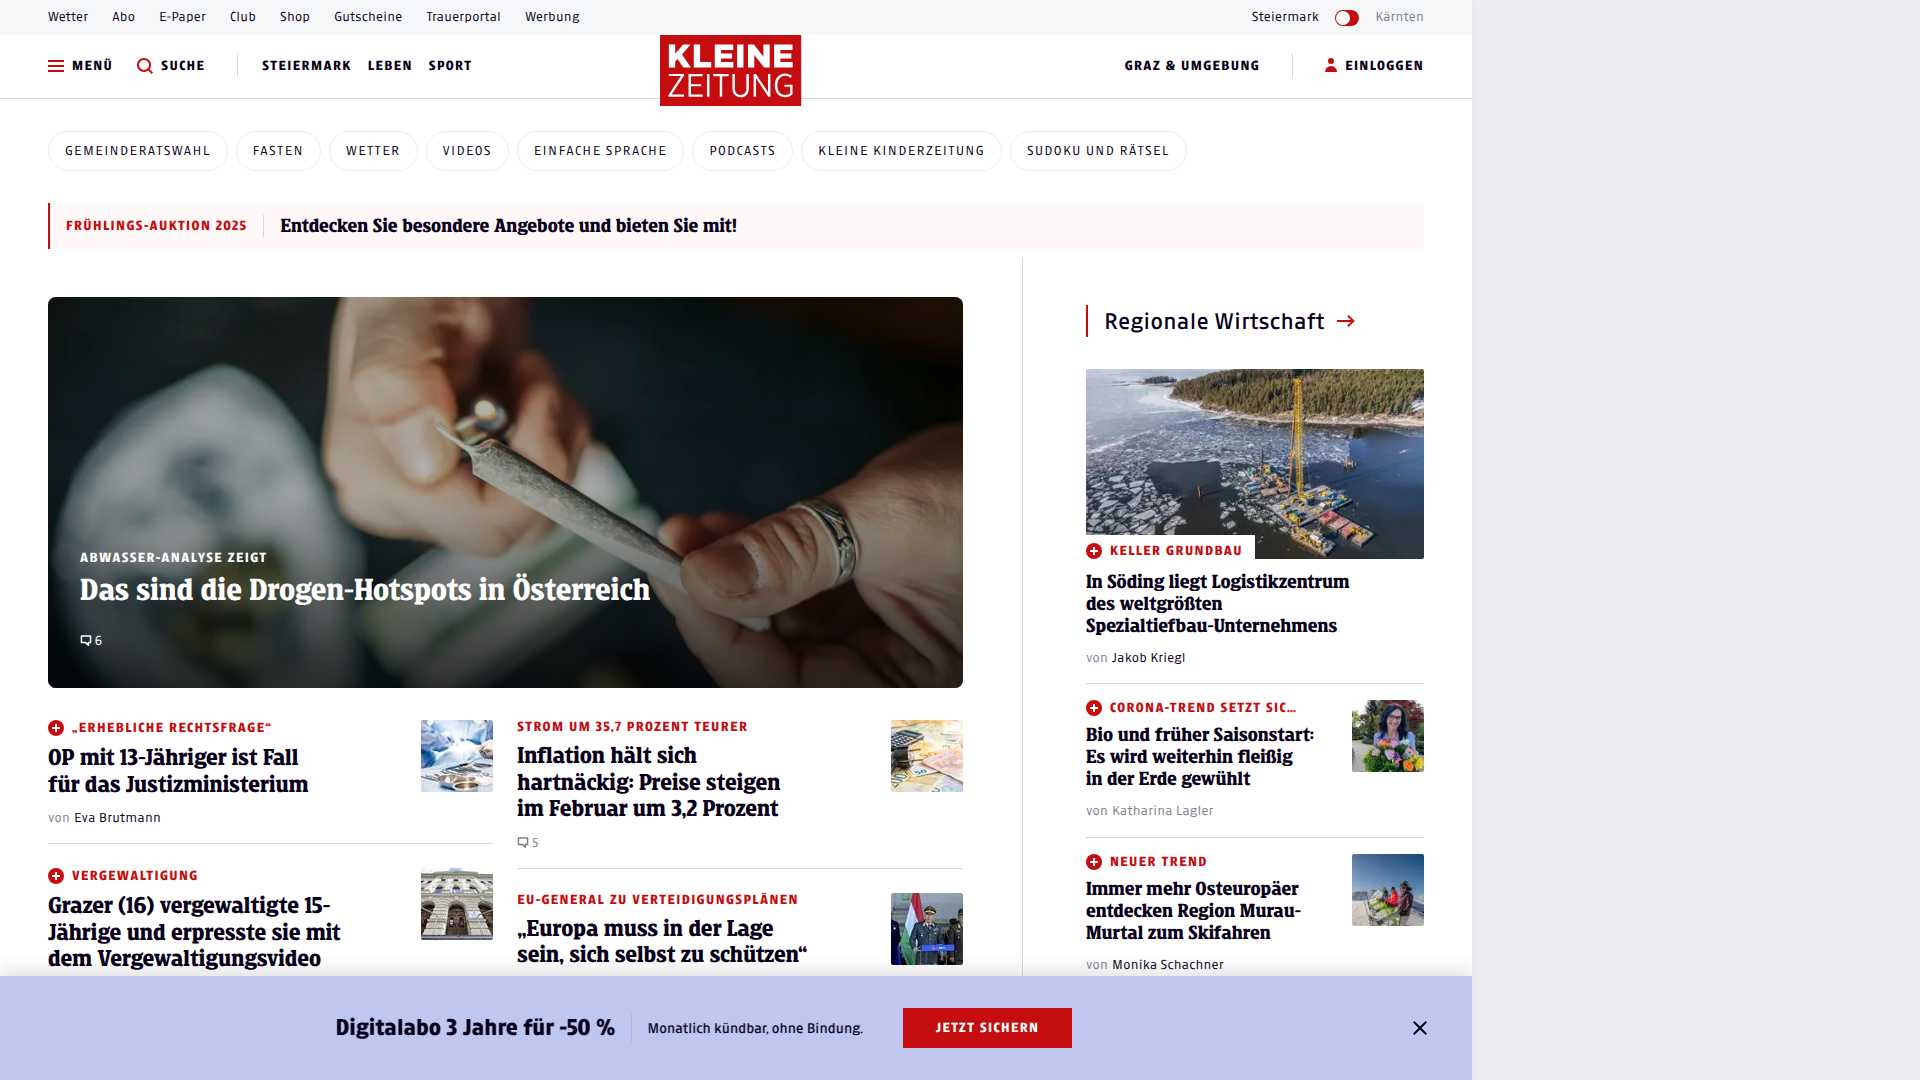 Wetter Abo E-Paper Club Shop Gutscheine Trauerportal Werbung Steiermark Kärnten
MENÜ SUCHE STEIERMARK LEBEN SPORT KLEINE ZEITUNG GRAZ & UMGEBUNG EINLOGGEN
GEMEINDERATSWAHL FASTEN WETTER VIDEOS EINFACHE SPRACHE PODCASTS KLEINE KINDERZEITUNG SUDOKU UND RÄTSEL
FRÜHLINGS-AUKTION 2025 Entdecken Sie besondere Angebote und bieten Sie mit!
ABWASSER-ANALYSE ZEIGT
Das sind die Drogen-Hotspots in Österreich
6
„ERHEBLICHE RECHTSFRAGE“
OP mit 13-Jähriger ist Fall
für das Justizministerium
von Eva Brutmann
VERGEWALTIGUNG
Grazer (16) vergewaltigte 15-
Jährige und erpresste sie mit
dem Vergewaltigungsvideo
STROM UM 35,7 PROZENT TEURER
Inflation hält sich
hartnäckig: Preise steigen
im Februar um 3,2 Prozent
5
EU-GENERAL ZU VERTEIDIGUNGSPLÄNEN
„Europa muss in der Lage
sein, sich selbst zu schützen“
Regionale Wirtschaft
KELLER GRUNDBAU
In Söding liegt Logistikzentrum
des weltgrößten
Spezialtiefbau-Unternehmens
von Jakob Kriegl
CORONA-TREND SETZT SIC...
Bio und früher Saisonstart:
Es wird weiterhin fleißig
in der Erde gewühlt
von Katharina Lagler
NEUER TREND
Immer mehr Osteuropäer
entdecken Region Murau-
Murtal zum Skifahren
von Monika Schachner
Digitalabo 3 Jahre für -50 % Monatlich kündbar, ohne Bindung. JETZT SICHERN